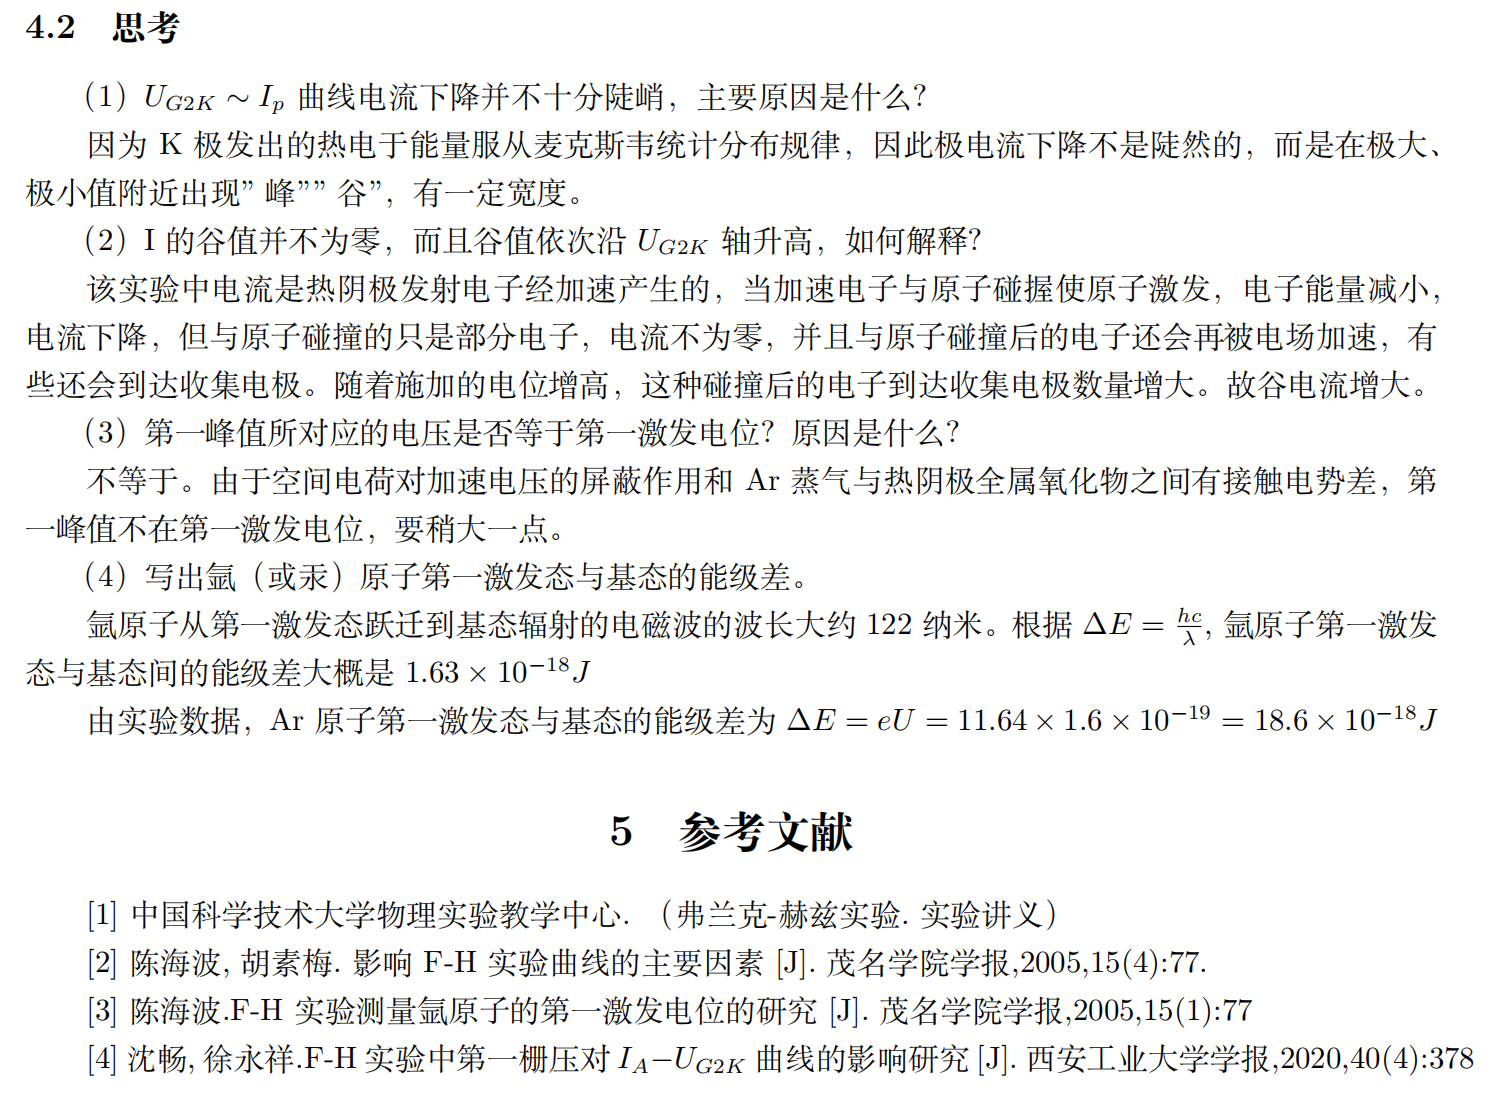 4.2 思考
（1）U_{G2K} ∼ I_p 曲线电流下降并不十分陡峭，主要原因是什么？
因为 K 极发出的热电于能量服从麦克斯韦统计分布规律，因此极电流下降不是陡然的，而是在极大、
极小值附近出现” 峰”” 谷”，有一定宽度。
（2）I 的谷值并不为零，而且谷值依次沿 U_{G2K} 轴升高，如何解释？
该实验中电流是热阴极发射电子经加速产生的，当加速电子与原子碰握使原子激发，电子能量减小，
电流下降，但与原子碰撞的只是部分电子，电流不为零，并且与原子碰撞后的电子还会再被电场加速，有
些还会到达收集电极。随着施加的电位增高，这种碰撞后的电子到达收集电极数量增大。故谷电流增大。
（3）第一峰值所对应的电压是否等于第一激发电位？原因是什么？
不等于。由于空间电荷对加速电压的屏蔽作用和 Ar 蒸气与热阴极全属氧化物之间有接触电势差，第
一峰值不在第一激发电位，要稍大一点。
（4）写出氩（或汞）原子第一激发态与基态的能级差。
氩原子从第一激发态跃迁到基态辐射的电磁波的波长大约 122 纳米。根据 ΔE = \frac{hc}{λ}, 氩原子第一激发
态与基态间的能级差大概是 1.63 × 10^{−18}J
由实验数据，Ar 原子第一激发态与基态的能级差为 ΔE = eU = 11.64 × 1.6 × 10^{−19} = 18.6 × 10^{−18}J
5 参考文献
[1] 中国科学技术大学物理实验教学中心. （弗兰克-赫兹实验. 实验讲义）
[2] 陈海波, 胡素梅. 影响 F-H 实验曲线的主要因素 [J]. 茂名学院学报,2005,15(4):77.
[3] 陈海波.F-H 实验测量氩原子的第一激发电位的研究 [J]. 茂名学院学报,2005,15(1):77
[4] 沈畅, 徐永祥.F-H 实验中第一栅压对 I_A−U_{G2K} 曲线的影响研究 [J]. 西安工业大学学报,2020,40(4):378